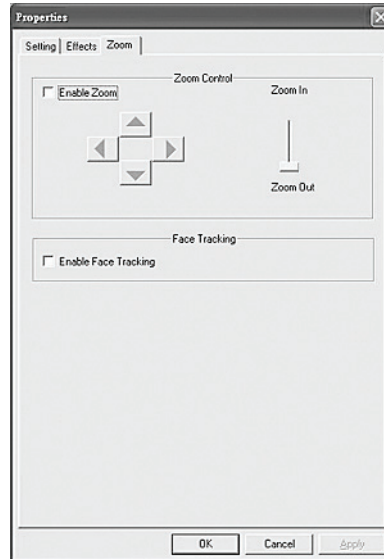 Properties
Setting Effects Zoom
Zoom Control
Enable Zoom
Zoom In
Zoom Out
Face Tracking
Enable Face Tracking
OK Cancel Apply